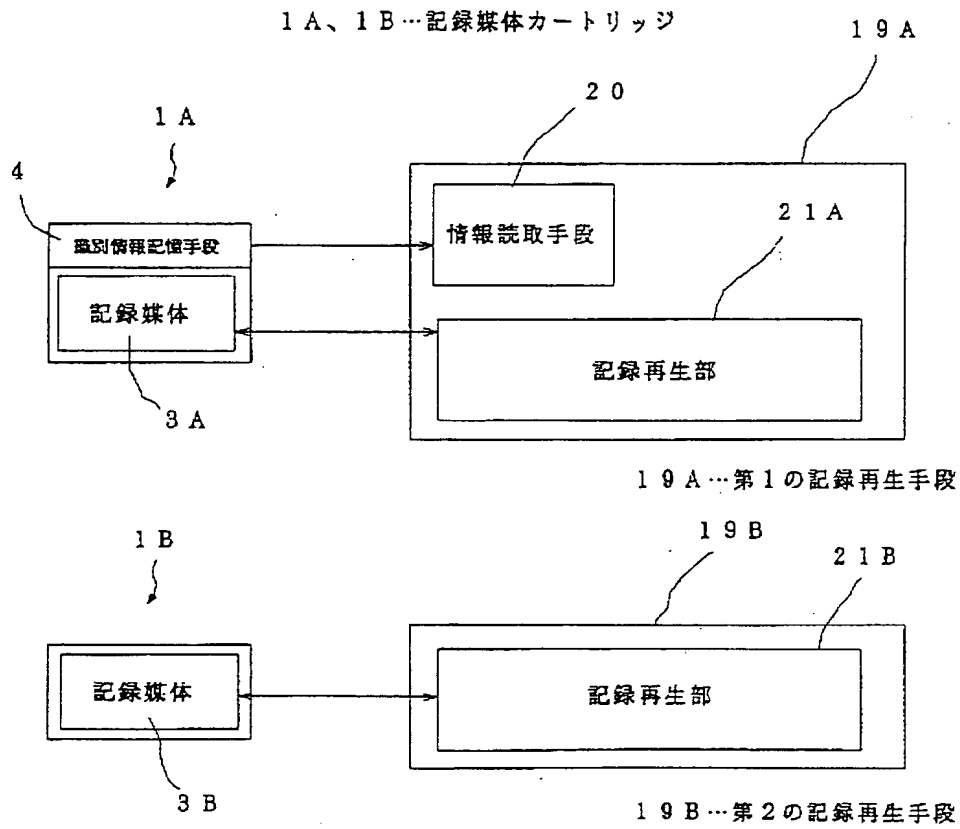 1A、1B…記録媒体カートリッジ
19A
20
1A
4
21A
識別情報記憶手段
情報読取手段
記録媒体
記録再生部
3A
19A…第1の記録再生手段
19B
1B
21B
記録媒体
記録再生部
3B
19B…第2の記録再生手段